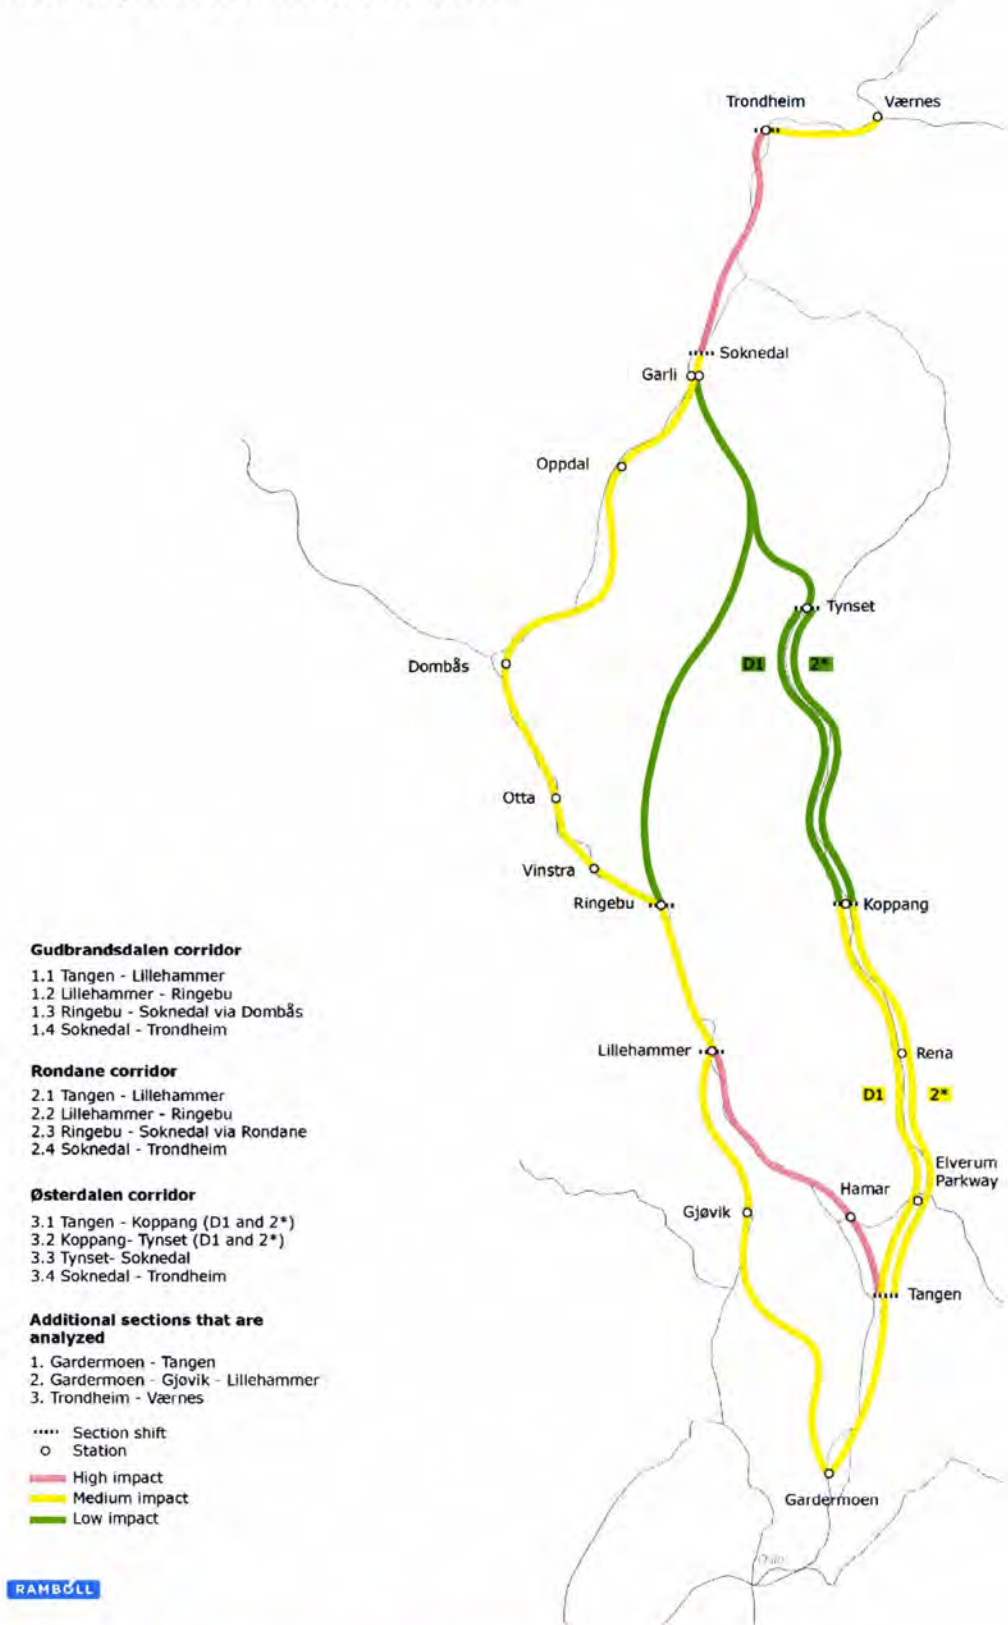 Trondheim
Værnes
Soknedal
Garli
Oppdal
Tynset
Dombås
D1
2*
Otta
Vinstra
Ringebu
Koppang
Gudbrandsdalen corridor
1.1 Tangen - Lillehammer
1.2 Lillehammer - Ringebu
1.3 Ringebu - Soknedal via Dombås
1.4 Soknedal - Trondheim
Lillehammer
Rena
Rondane corridor
2.1 Tangen - Lillehammer
2.2 Lillehammer - Ringebu
2.3 Ringebu - Soknedal via Rondane
2.4 Soknedal - Trondheim
D1
2*
Elverum
Parkway
Hamar
Gjøvik
Østerdalen corridor
3.1 Tangen - Koppang (D1 and 2*)
3.2 Koppang- Tynset (D1 and 2*)
3.3 Tynset- Soknedal
3.4 Soknedal - Trondheim
Tangen
Additional sections that are
analyzed
1. Gardermoen - Tangen
2. Gardermoen - Gjøvik - Lillehammer
3. Trondheim - Værnes
Section shift
Station
High impact
Medium impact
Low impact
Gardermoen
Oslo
RAMBOLL